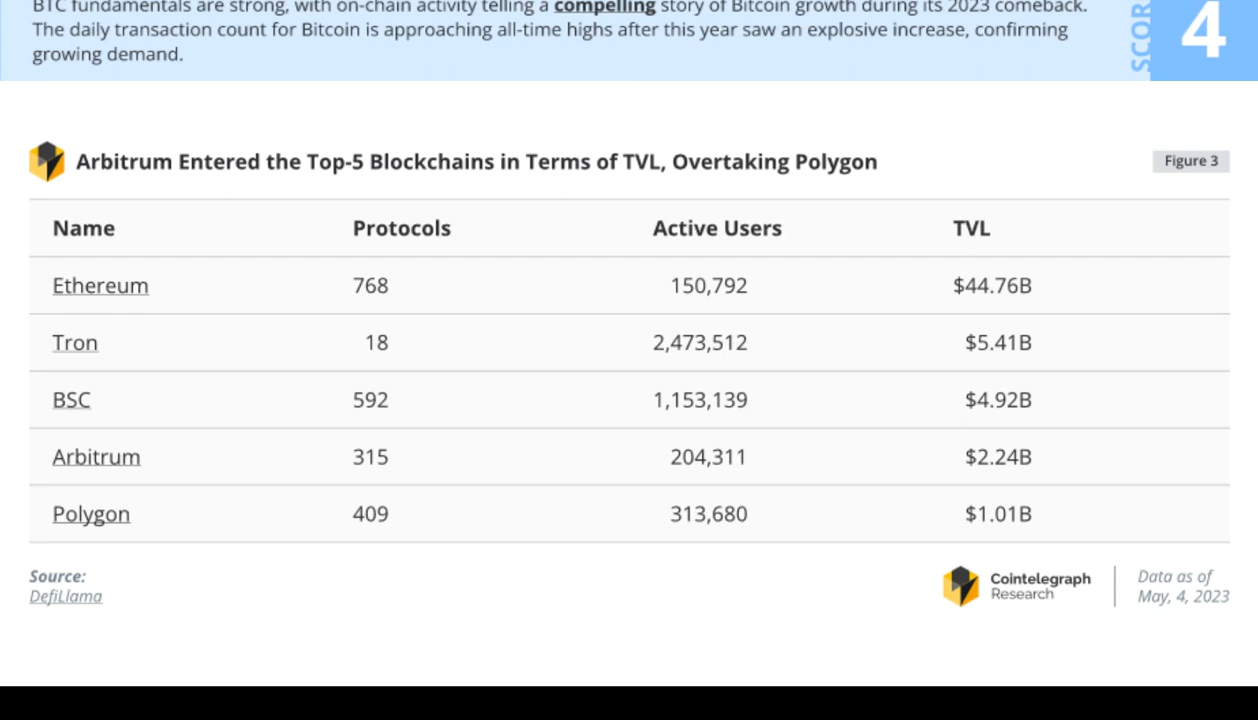 BTC fundamentals are strong, with on-chain activity telling a compelling story of Bitcoin growth during its 2023 comeback.
The daily transaction count for Bitcoin is approaching all-time highs after this year saw an explosive increase, confirming
growing demand.
SCOR
4
Arbitrum Entered the Top-5 Blockchains in Terms of TVL, Overtaking Polygon
Figure 3
Name Protocols Active Users TVL
Ethereum 768 150,792 $44.76B
Tron 18 2,473,512 $5.41B
BSC 592 1,153,139 $4.92B
Arbitrum 315 204,311 $2.24B
Polygon 409 313,680 $1.01B
Source:
DefiLlama
Cointelegraph
Research
Data as of
May, 4, 2023